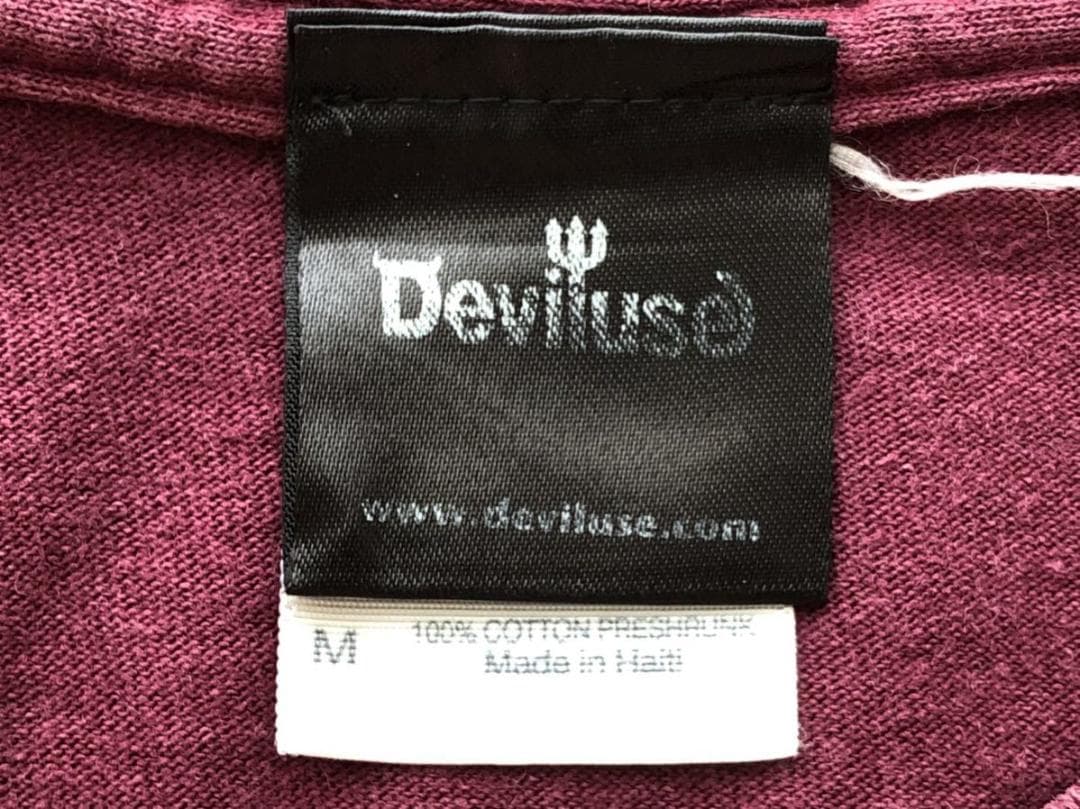 Deviluse
www.deviluse.com
M 100% COTTON PRESHRUNK
Made in Haiti